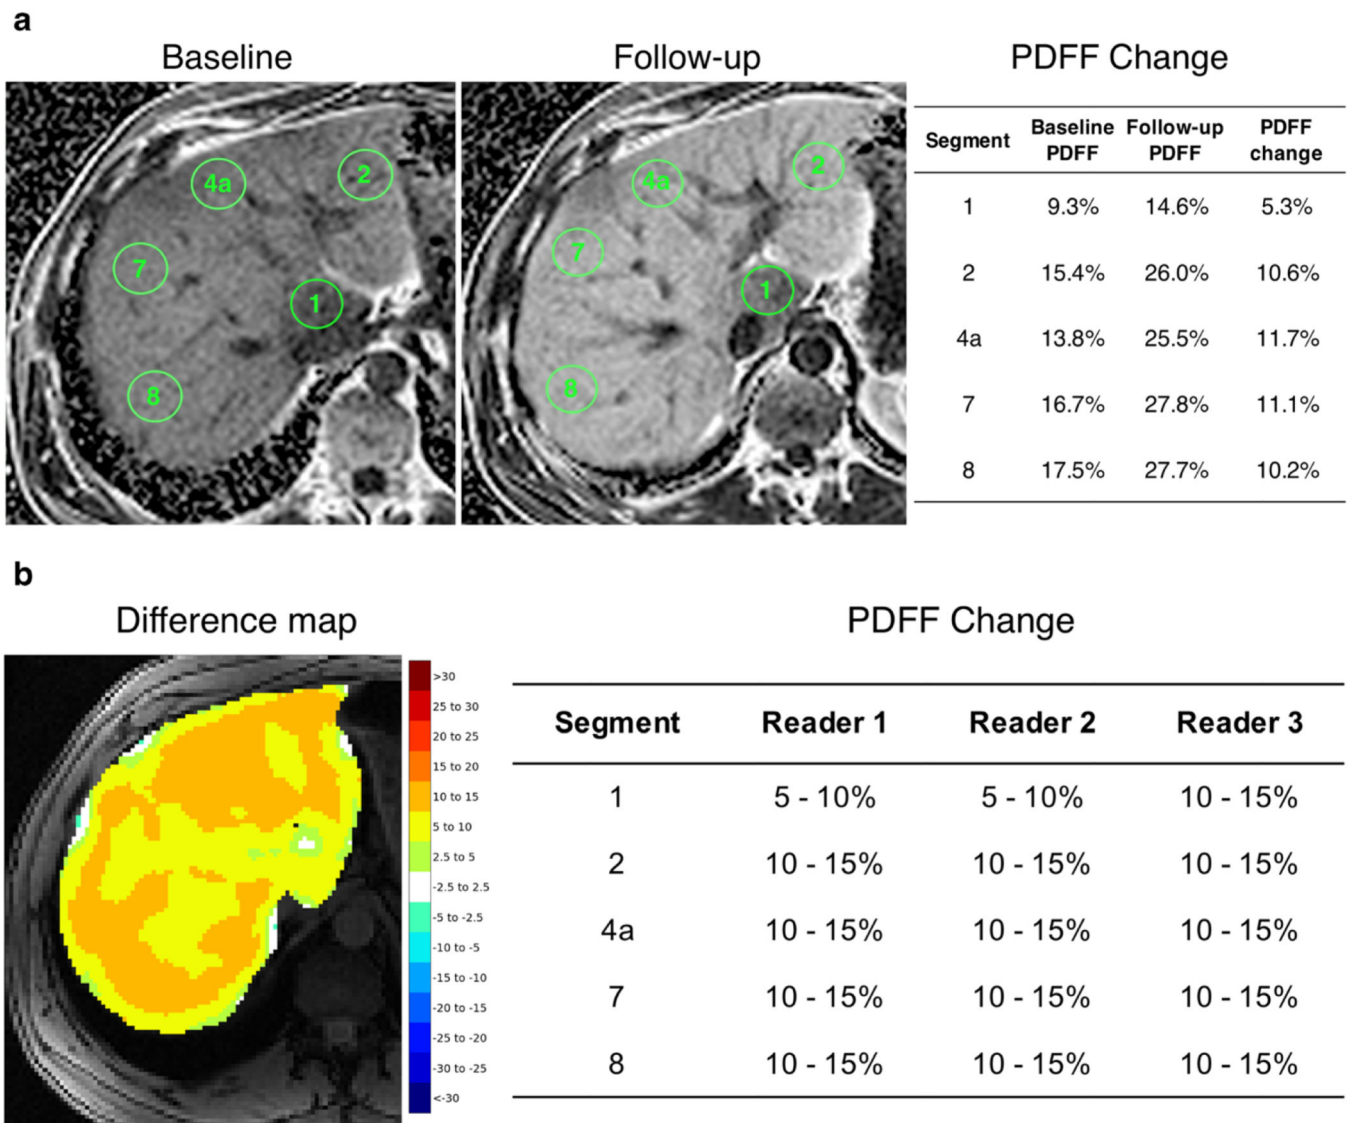 a
Baseline
Follow-up
PDFF Change
4a
2
7
1
8
4a
2
7
1
8
Segment Baseline PDFF Follow-up PDFF PDFF change
1 9.3% 14.6% 5.3%
2 15.4% 26.0% 10.6%
4a 13.8% 25.5% 11.7%
7 16.7% 27.8% 11.1%
8 17.5% 27.7% 10.2%
b
Difference map
>30
25 to 30
20 to 25
15 to 20
10 to 15
5 to 10
2.5 to 5
-2.5 to 2.5
-5 to -2.5
-10 to -5
-15 to -10
-20 to -15
-25 to -20
-30 to -25
<-30
PDFF Change
Segment Reader 1 Reader 2 Reader 3
1 5 - 10% 5 - 10% 10 - 15%
2 10 - 15% 10 - 15% 10 - 15%
4a 10 - 15% 10 - 15% 10 - 15%
7 10 - 15% 10 - 15% 10 - 15%
8 10 - 15% 10 - 15% 10 - 15%